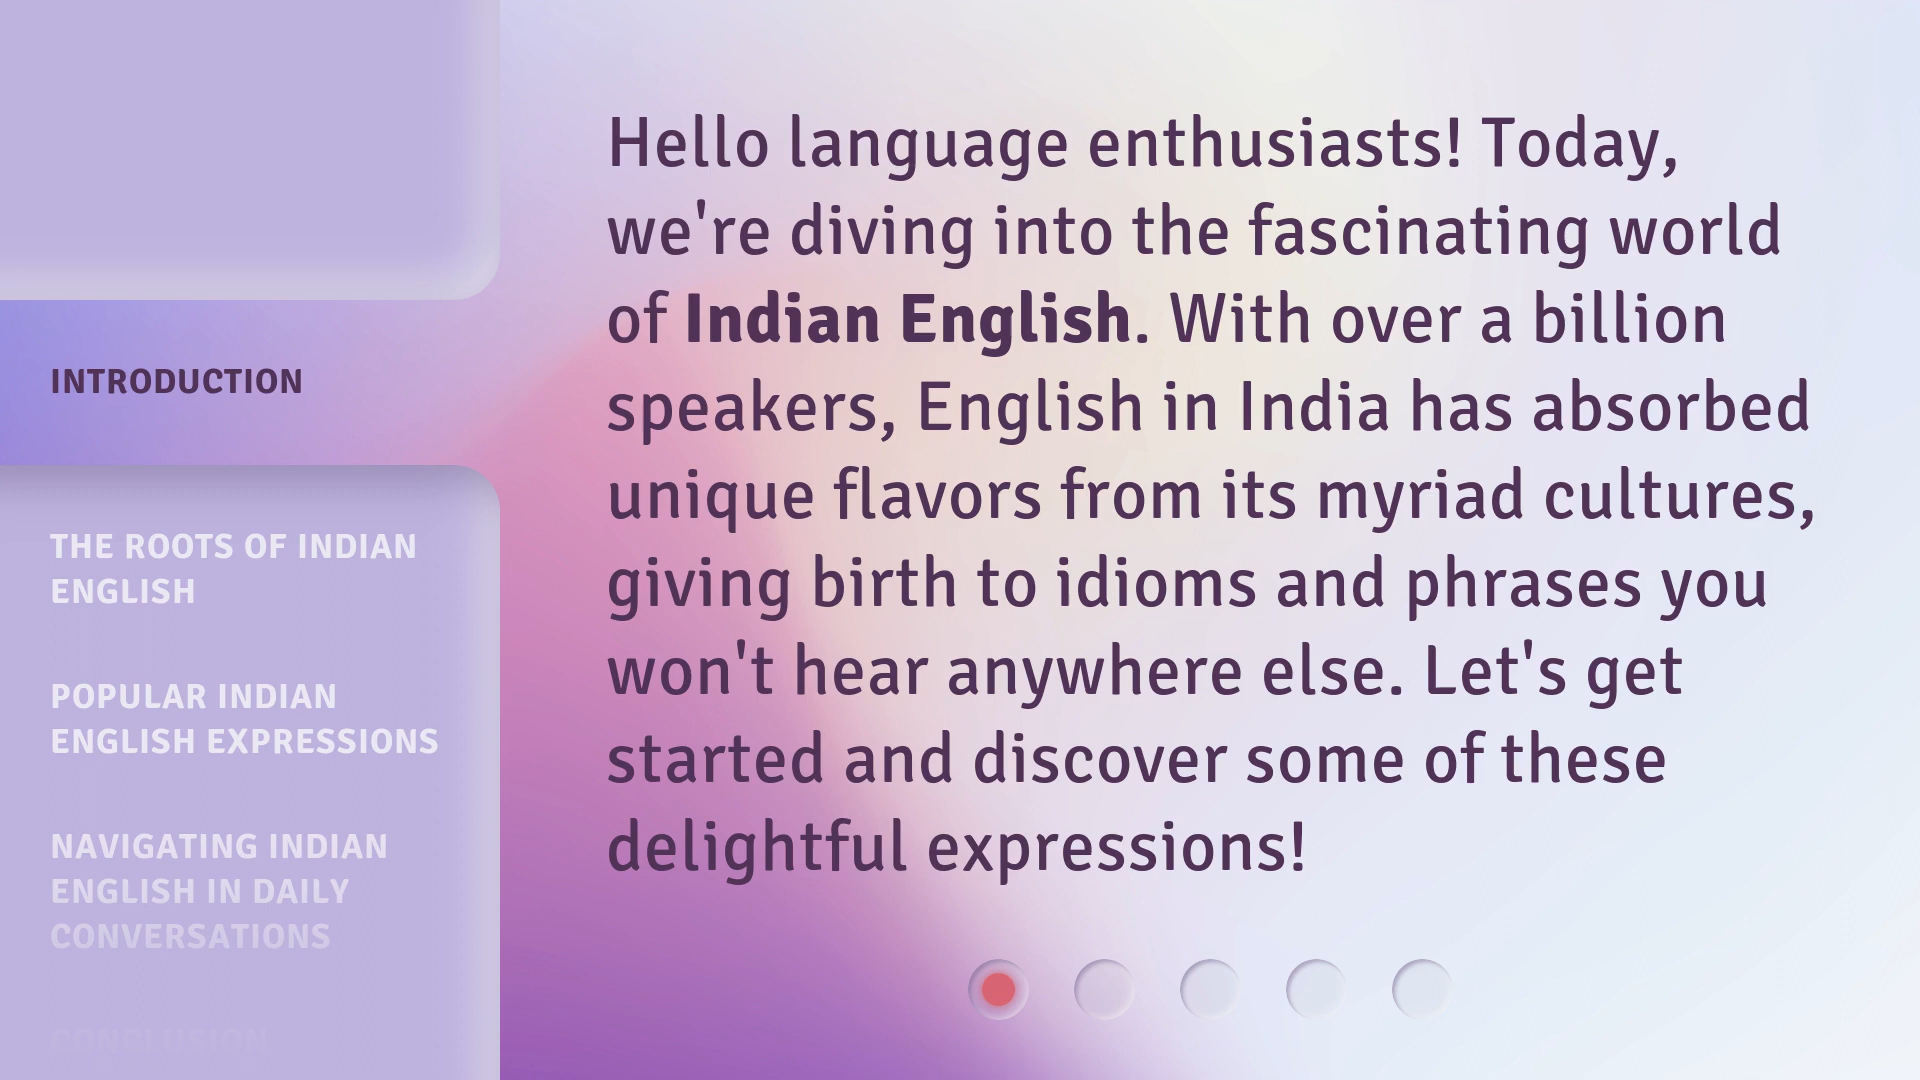 INTRODUCTION
THE ROOTS OF INDIAN
ENGLISH
POPULAR INDIAN
ENGLISH EXPRESSIONS
NAVIGATING INDIAN
ENGLISH IN DAILY
CONVERSATIONS
CONCLUSION
Hello language enthusiasts! Today,
we're diving into the fascinating world
of Indian English. With over a billion
speakers, English in India has absorbed
unique flavors from its myriad cultures,
giving birth to idioms and phrases you
won't hear anywhere else. Let's get
started and discover some of these
delightful expressions!